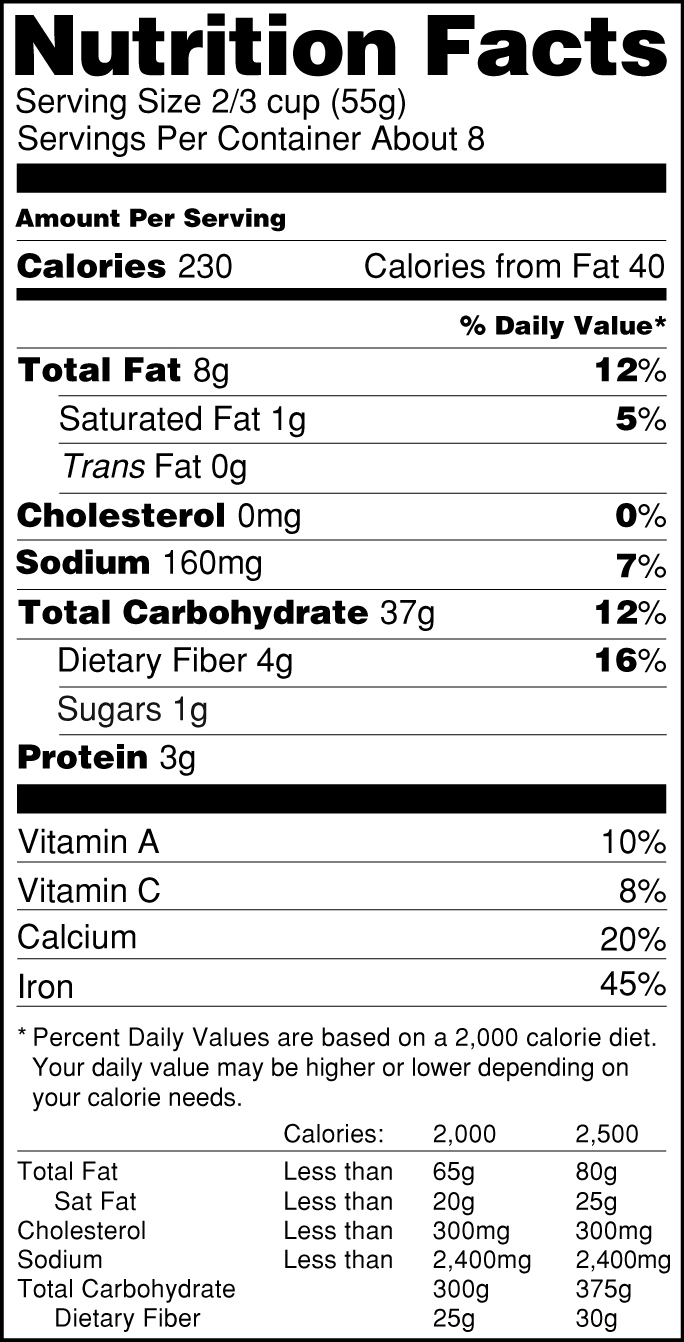 Nutrition Facts
Serving Size 2/3 cup (55g)
Servings Per Container About 8
Amount Per Serving
Calories 230 Calories from Fat 40
% Daily Value*
Total Fat 8g 12%
Saturated Fat 1g 5%
Trans Fat 0g
Cholesterol 0mg 0%
Sodium 160mg 7%
Total Carbohydrate 37g 12%
Dietary Fiber 4g 16%
Sugars 1g
Protein 3g
Vitamin A 10%
Vitamin C 8%
Calcium 20%
Iron 45%
* Percent Daily Values are based on a 2,000 calorie diet.
Your daily value may be higher or lower depending on
your calorie needs.
Calories: 2,000 2,500
Total Fat Less than 65g 80g
Sat Fat Less than 20g 25g
Cholesterol Less than 300mg 300mg
Sodium Less than 2,400mg 2,400mg
Total Carbohydrate 300g 375g
Dietary Fiber 25g 30g